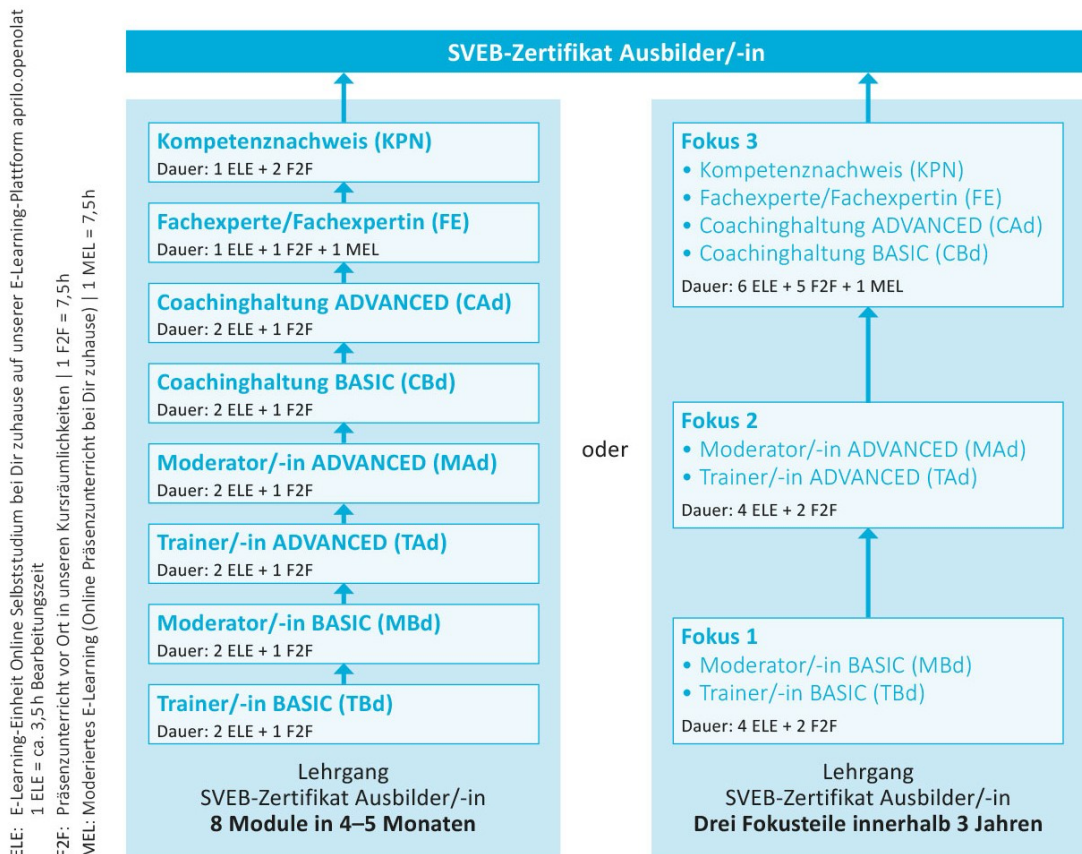 SVEB-Zertifikat Ausbilder/-in
Kompetenznachweis (KPN)
Dauer: 1 ELE + 2 F2F
Fachexperte/Fachexpertin (FE)
Dauer: 1 ELE + 1 F2F + 1 MEL
Coachinghaltung ADVANCED (CAd)
Dauer: 2 ELE + 1 F2F
Coachinghaltung BASIC (CBd)
Dauer: 2 ELE + 1 F2F
Moderator/-in ADVANCED (MAd)
Dauer: 2 ELE + 1 F2F
Trainer/-in ADVANCED (TAd)
Dauer: 2 ELE + 1 F2F
Moderator/-in BASIC (MBd)
Dauer: 2 ELE + 1 F2F
Trainer/-in BASIC (TBd)
Dauer: 2 ELE + 1 F2F
Lehrgang
SVEB-Zertifikat Ausbilder/-in
8 Module in 4–5 Monaten
oder
Fokus 3
• Kompetenznachweis (KPN)
• Fachexperte/Fachexpertin (FE)
• Coachinghaltung ADVANCED (CAd)
• Coachinghaltung BASIC (CBd)
Dauer: 6 ELE + 5 F2F + 1 MEL
Fokus 2
• Moderator/-in ADVANCED (MAd)
• Trainer/-in ADVANCED (TAd)
Dauer: 4 ELE + 2 F2F
Fokus 1
• Moderator/-in BASIC (MBd)
• Trainer/-in BASIC (TBd)
Dauer: 4 ELE + 2 F2F
Lehrgang
SVEB-Zertifikat Ausbilder/-in
Drei Fokusteile innerhalb 3 Jahren
ELE: E-Learning-Einheit Online Selbststudium bei Dir zuhause auf unserer E-Learning-Plattform aprilo.openolat
1 ELE = ca. 3,5h Bearbeitungszeit
F2F: Präsenzunterricht vor Ort in unseren Kursräumlichkeiten | 1 F2F = 7,5h
MEL: Moderiertes E-Learning (Online Präsenzunterricht bei Dir zuhause) | 1 MEL = 7,5h